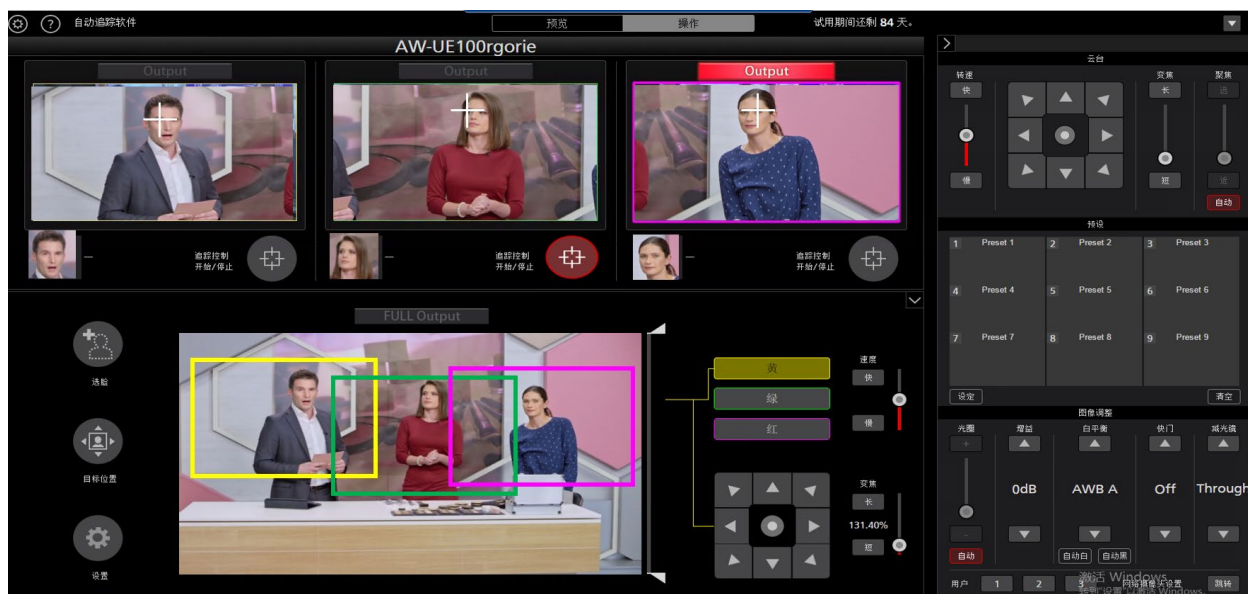 自动追踪软件
预览
操作
试用期间还剩 84 天。
AW-UE100rgorie
Output
Output
Output
追踪控制
开始/停止
追踪控制
开始/停止
追踪控制
开始/停止
FULL Output
选脸
目标位置
设置
黄
绿
红
速度
快
慢
变焦
长
131.40%
短
云台
转速
快
慢
变焦
长
短
聚焦
远
近
自动
预设
1 Preset 1
2 Preset 2
3 Preset 3
4 Preset 4
5 Preset 5
6 Preset 6
7 Preset 7
8 Preset 8
9 Preset 9
设定
清空
图像调整
光圈
增益
白平衡
快门
减光镜
0dB
AWB A
Off
Through
自动
自动白
自动黑
用户
1
2
3
网络摄像头设置
跳转
激活 Windows
转到"设置"以激活 Windows。